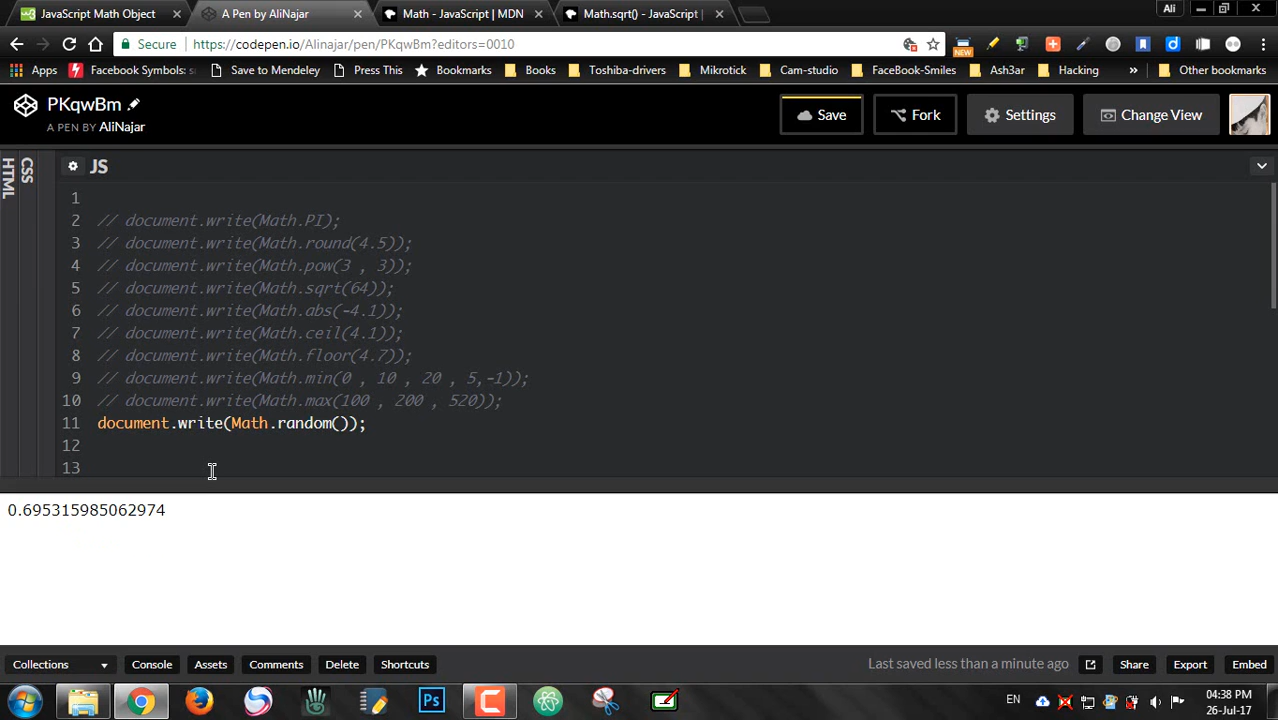 JavaScript Math Object
A Pen by AliNajar
Math - JavaScript | MDN
Math.sqrt() - JavaScript |
Ali
Secure
https://codepen.io/Alinajar/pen/PKqwBm?editors=0010
NEW
Apps
Facebook Symbols: s
Save to Mendeley
Press This
Bookmarks
Books
Toshiba-drivers
Mikrotick
Cam-studio
FaceBook-Smiles
Ash3ar
Hacking
»
Other bookmarks
PKqwBm
A PEN BY AliNajar
Save
Fork
Settings
Change View
HTML
CSS
JS
1
2 // document.write(Math.PI);
3 // document.write(Math.round(4.5));
4 // document.write(Math.pow(3 , 3));
5 // document.write(Math.sqrt(64));
6 // document.write(Math.abs(-4.1));
7 // document.write(Math.ceil(4.1));
8 // document.write(Math.floor(4.7));
9 // document.write(Math.min(0 , 10 , 20 , 5,-1));
10 // document.write(Math.max(100 , 200 , 520));
11 document.write(Math.random());
12
13
0.695315985062974
Collections
Console
Assets
Comments
Delete
Shortcuts
Last saved less than a minute ago
Share
Export
Embed
Ps
EN
04:38 PM
26-Jul-17